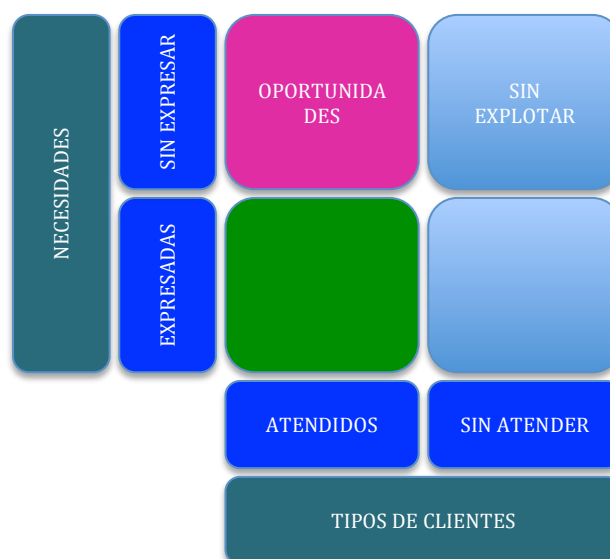 NECESIDADES
SIN EXPRESAR
OPORTUNIDA
DES
SIN
EXPLOTAR
EXPRESADAS
ATENDIDOS
SIN ATENDER
TIPOS DE CLIENTES